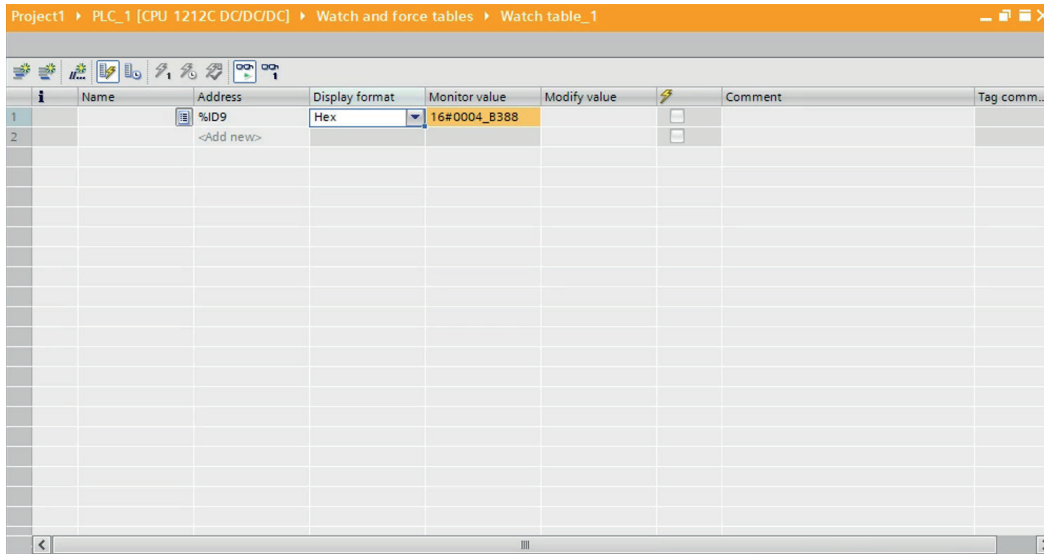 Project1 ▸ PLC_1 [CPU 1212C DC/DC/DC] ▸ Watch and force tables ▸ Watch table_1
i Name Address Display format Monitor value Modify value Comment Tag comm...
1 %ID9 Hex 16#0004_B388
2 <Add new>